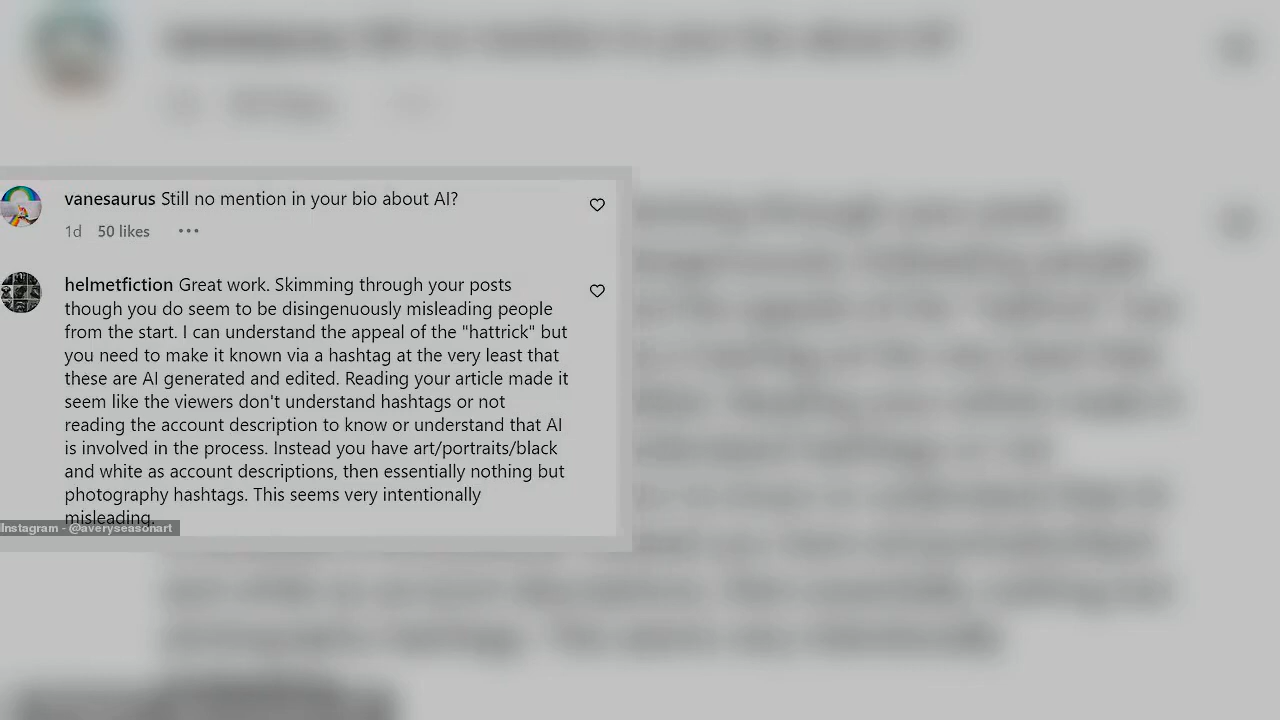 vanesaurus Still no mention in your bio about AI?
1d 50 likes •••
helmetfiction Great work. Skimming through your posts
though you do seem to be disingenuously misleading people
from the start. I can understand the appeal of the "hattrick" but
you need to make it known via a hashtag at the very least that
these are AI generated and edited. Reading your article made it
seem like the viewers don't understand hashtags or not
reading the account description to know or understand that AI
is involved in the process. Instead you have art/portraits/black
and white as account descriptions, then essentially nothing but
photography hashtags. This seems very intentionally
misleading.
Instagram - @averyseasonart